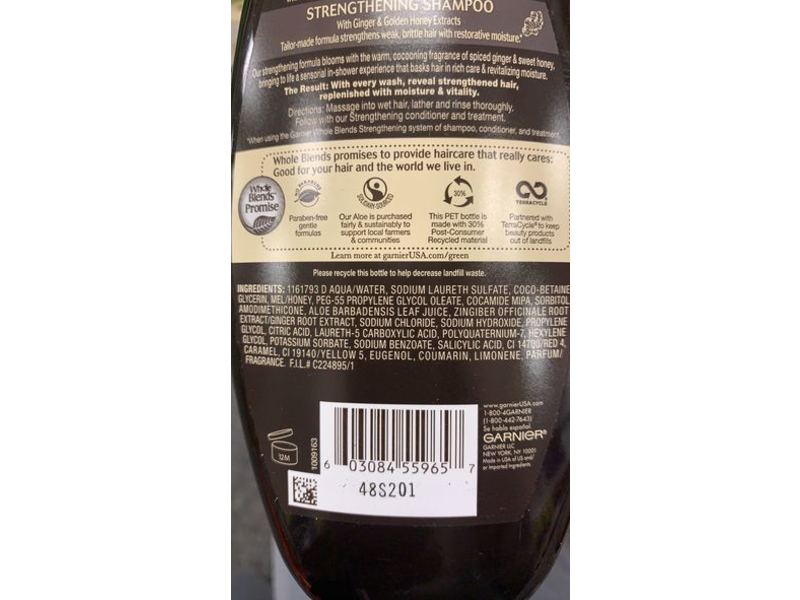 STRENGTHENING SHAMPOO
With Ginger & Golden Honey Extracts
Tailor-made formula strengthens weak, brittle hair with restorative moisture.*
Our strengthening formula blooms with the warm, cocooning fragrance of spiced ginger & sweet honey,
bringing to life a sensorial in-shower experience that basks hair in rich care & revitalizing moisture.
The Result: With every wash, reveal strengthened hair,
replenished with moisture & vitality.
Directions: Massage into wet hair, lather and rinse thoroughly.
Follow with our Strengthening conditioner and treatment.
*When using the Garnier Whole Blends Strengthening system of shampoo, conditioner, and treatment
Whole Blends promises to provide haircare that really cares:
Good for your hair and the world we live in.
Whole
Blends
Promise
NO PARABENS
Paraben-free
gentle
formulas
SOLIDARITY SOURCED
Our Aloe is purchased
fairly & sustainably to
support local farmers
& communities
30%
This PET bottle is
made with 30%
Post-Consumer
Recycled material
TERRACYCLE
Partnered with
TerraCycle® to keep
beauty products
out of landfills
Learn more at garnierUSA.com/green
Please recycle this bottle to help decrease landfill waste.
INGREDIENTS: 1161793 D AQUA/WATER, SODIUM LAURETH SULFATE, COCO-BETAINE
GLYCERIN, MEL/HONEY, PEG-55 PROPYLENE GLYCOL OLEATE, COCAMIDE MIPA, SORBITOL
AMODIMETHICONE, ALOE BARBADENSIS LEAF JUICE, ZINGIBER OFFICINALE ROOT
EXTRACT/GINGER ROOT EXTRACT, SODIUM CHLORIDE, SODIUM HYDROXIDE, PROPYLENE
GLYCOL, CITRIC ACID, LAURETH-5 CARBOXYLIC ACID, POLYQUATERNIUM-7, HEXYLENE
GLYCOL, POTASSIUM SORBATE, SODIUM BENZOATE, SALICYLIC ACID, CI 14700/RED 4,
CARAMEL, CI 19140/YELLOW 5, EUGENOL, COUMARIN, LIMONENE, PARFUM/
FRAGRANCE. F.I.L.# C224895/1
12M
1009163
6 03084 55965 7
48S201
www.garnierUSA.com
1-800-4GARNIER
(1-800-442-7643)
Se habla español
GARNIER®
GARNIER LLC
NEW YORK, NY 10001
Made in USA of US and/
or imported ingredients.